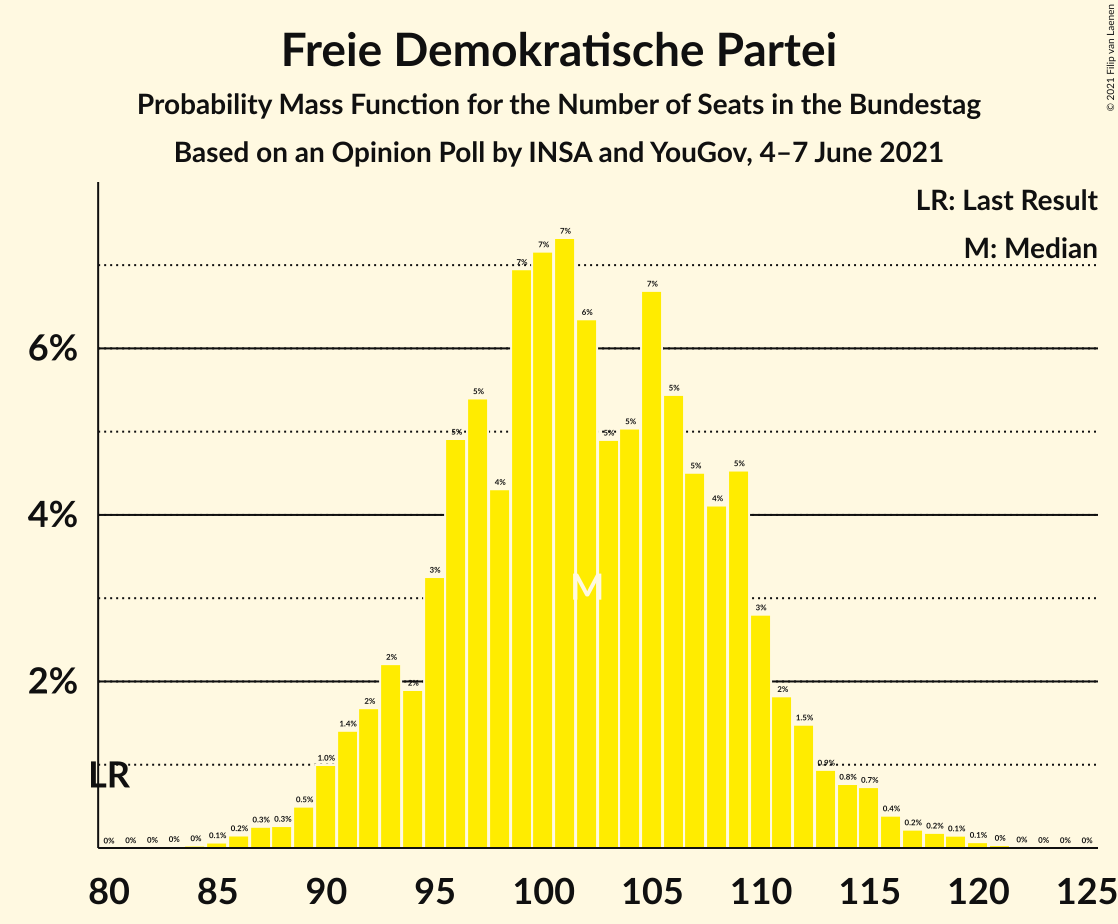 © 2021 Filip van Laenen
Freie Demokratische Partei
Probability Mass Function for the Number of Seats in the Bundestag
Based on an Opinion Poll by INSA and YouGov, 4–7 June 2021
LR: Last Result
M: Median
6%
4%
2%
0% 0% 0% 0% 0% 0.1% 0.2% 0.3% 0.3% 0.5% 1.0% 1.4% 2% 2% 2% 3% 5% 5% 4% 7% 7% 7% 6% 5% 5% 7% 5% 5% 4% 5% 3% 2% 1.5% 0.9% 0.8% 0.7% 0.4% 0.2% 0.2% 0.1% 0.1% 0% 0% 0% 0% 0%
M
LR
80 85 90 95 100 105 110 115 120 125